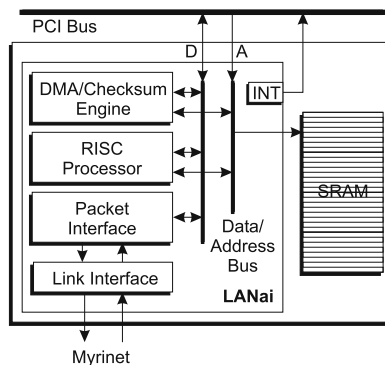 PCI Bus
D
A
DMA/Checksum
Engine
INT
RISC
Processor
SRAM
Packet
Interface
Data/
Address
Bus
Link Interface
LANai
Myrinet